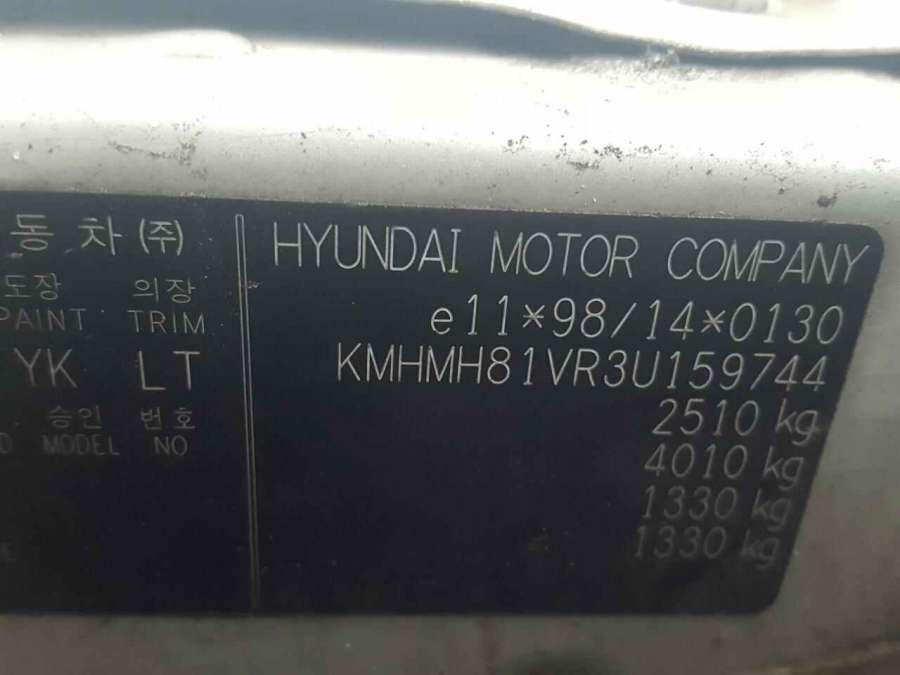 동차 (주)
도장 의장
PAINT TRIM
YK LT
승인 번호
MODEL NO
HYUNDAI MOTOR COMPANY
e11*98/14*0130
KMHMH81VR3U159744
2510 kg
4010 kg
1330 kg
1330 kg